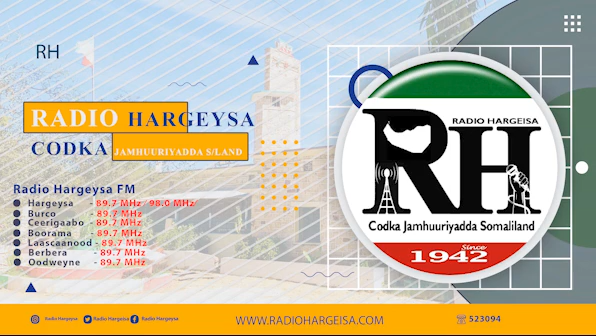 RH
RADIO HARGEYSA
CODKA JAMHUURIYADDA S/LAND
Radio Hargeysa FM
Hargeysa - 89.7 MHz / 98.0 MHz
Burco - 89.7 MHz
Ceerigaabo - 89.7 MHz
Boorama - 89.7 MHz
Laascaanood - 89.7 MHz
Berbera - 89.7 MHz
Oodweyne - 89.7 MHz
RADIO HARGEISA
RH
Codka Jamhuuriyadda Somaliland
Since
1942
Radio Hargeysa Radio Hargeisa Radio Hargeysa
WWW.RADIOHARGEISA.COM
523094